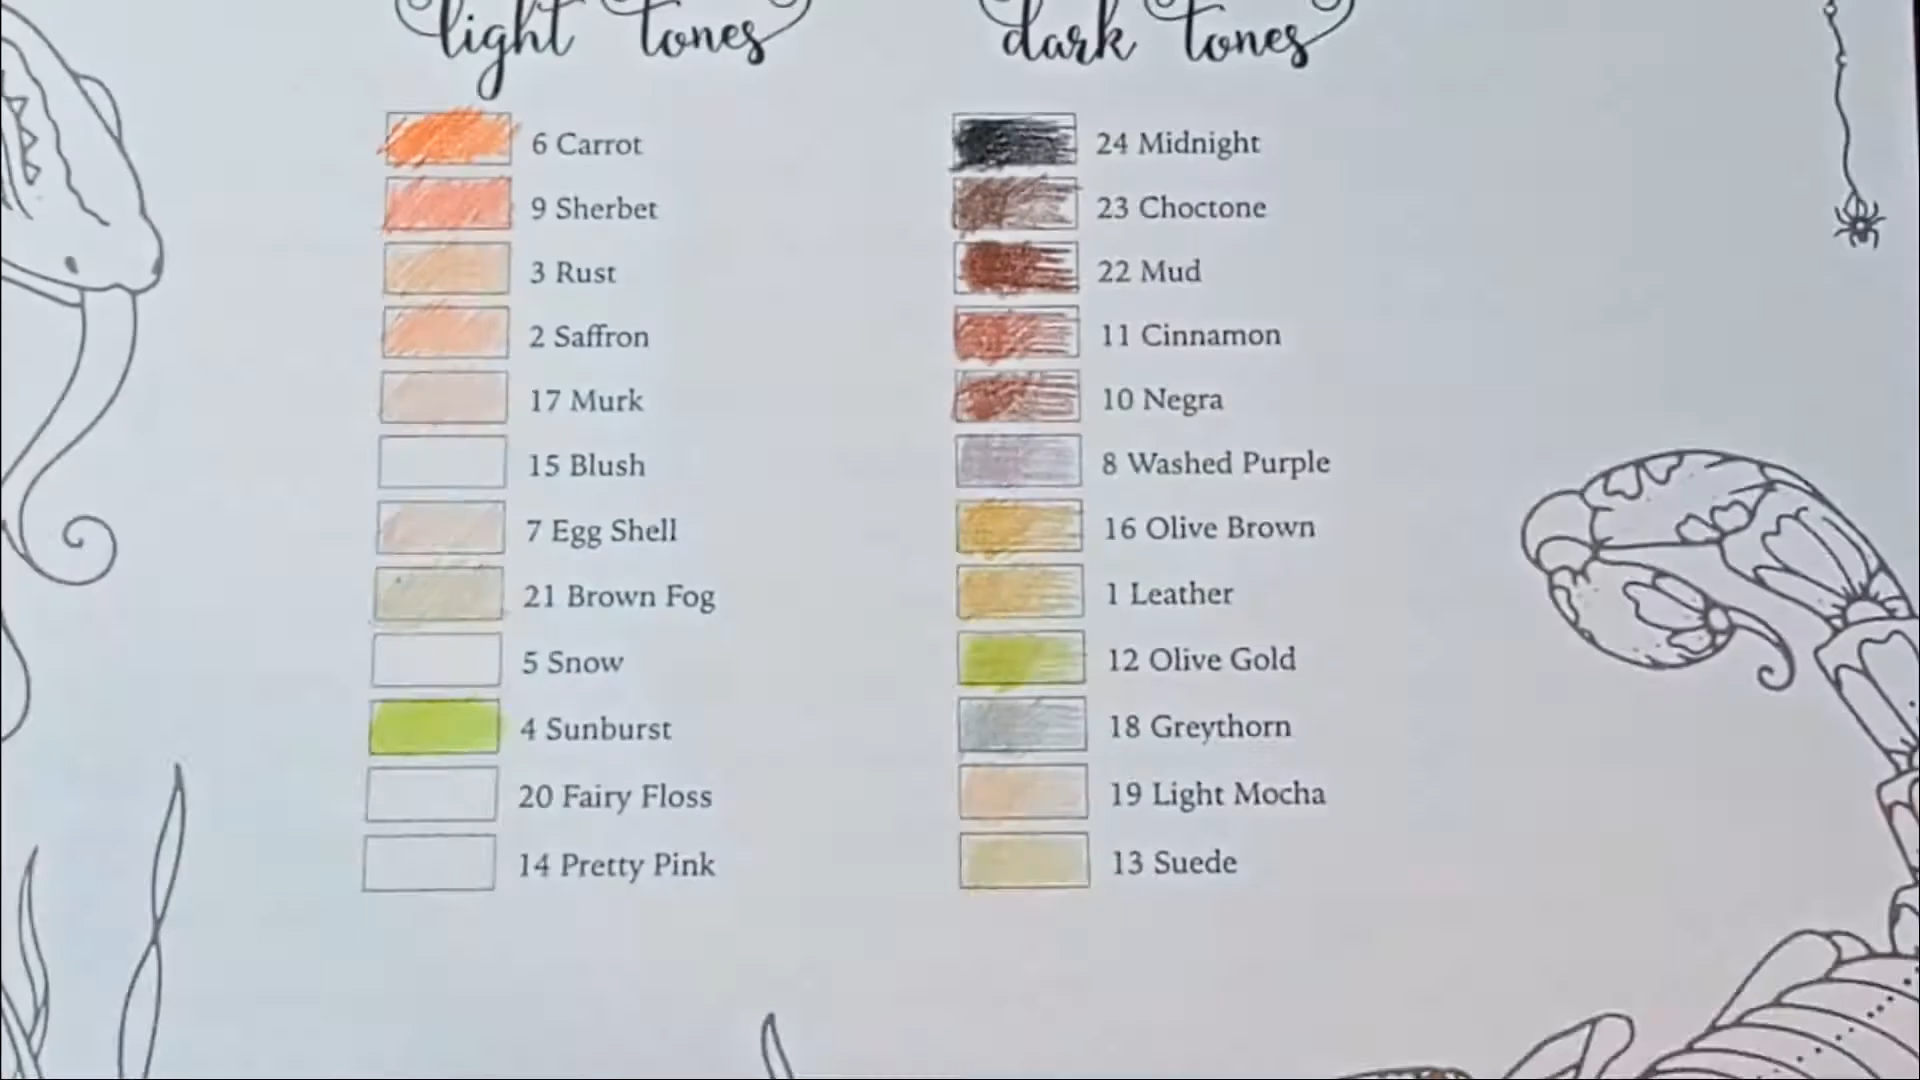 light tones
6 Carrot
9 Sherbet
3 Rust
2 Saffron
17 Murk
15 Blush
7 Egg Shell
21 Brown Fog
5 Snow
4 Sunburst
20 Fairy Floss
14 Pretty Pink
dark tones
24 Midnight
23 Choctone
22 Mud
11 Cinnamon
10 Negra
8 Washed Purple
16 Olive Brown
1 Leather
12 Olive Gold
18 Greythorn
19 Light Mocha
13 Suede